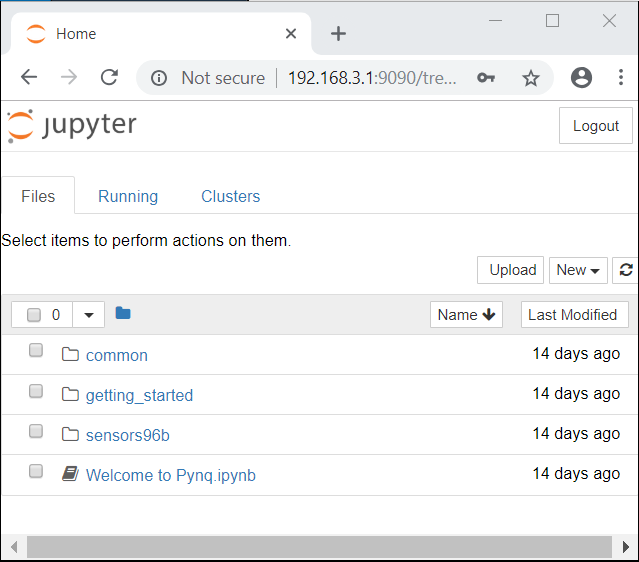 Home
Not secure 192.168.3.1:9090/tre...
jupyter Logout
Files Running Clusters
Select items to perform actions on them.
Upload New
0 Name Last Modified
common 14 days ago
getting_started 14 days ago
sensors96b 14 days ago
Welcome to Pynq.ipynb 14 days ago